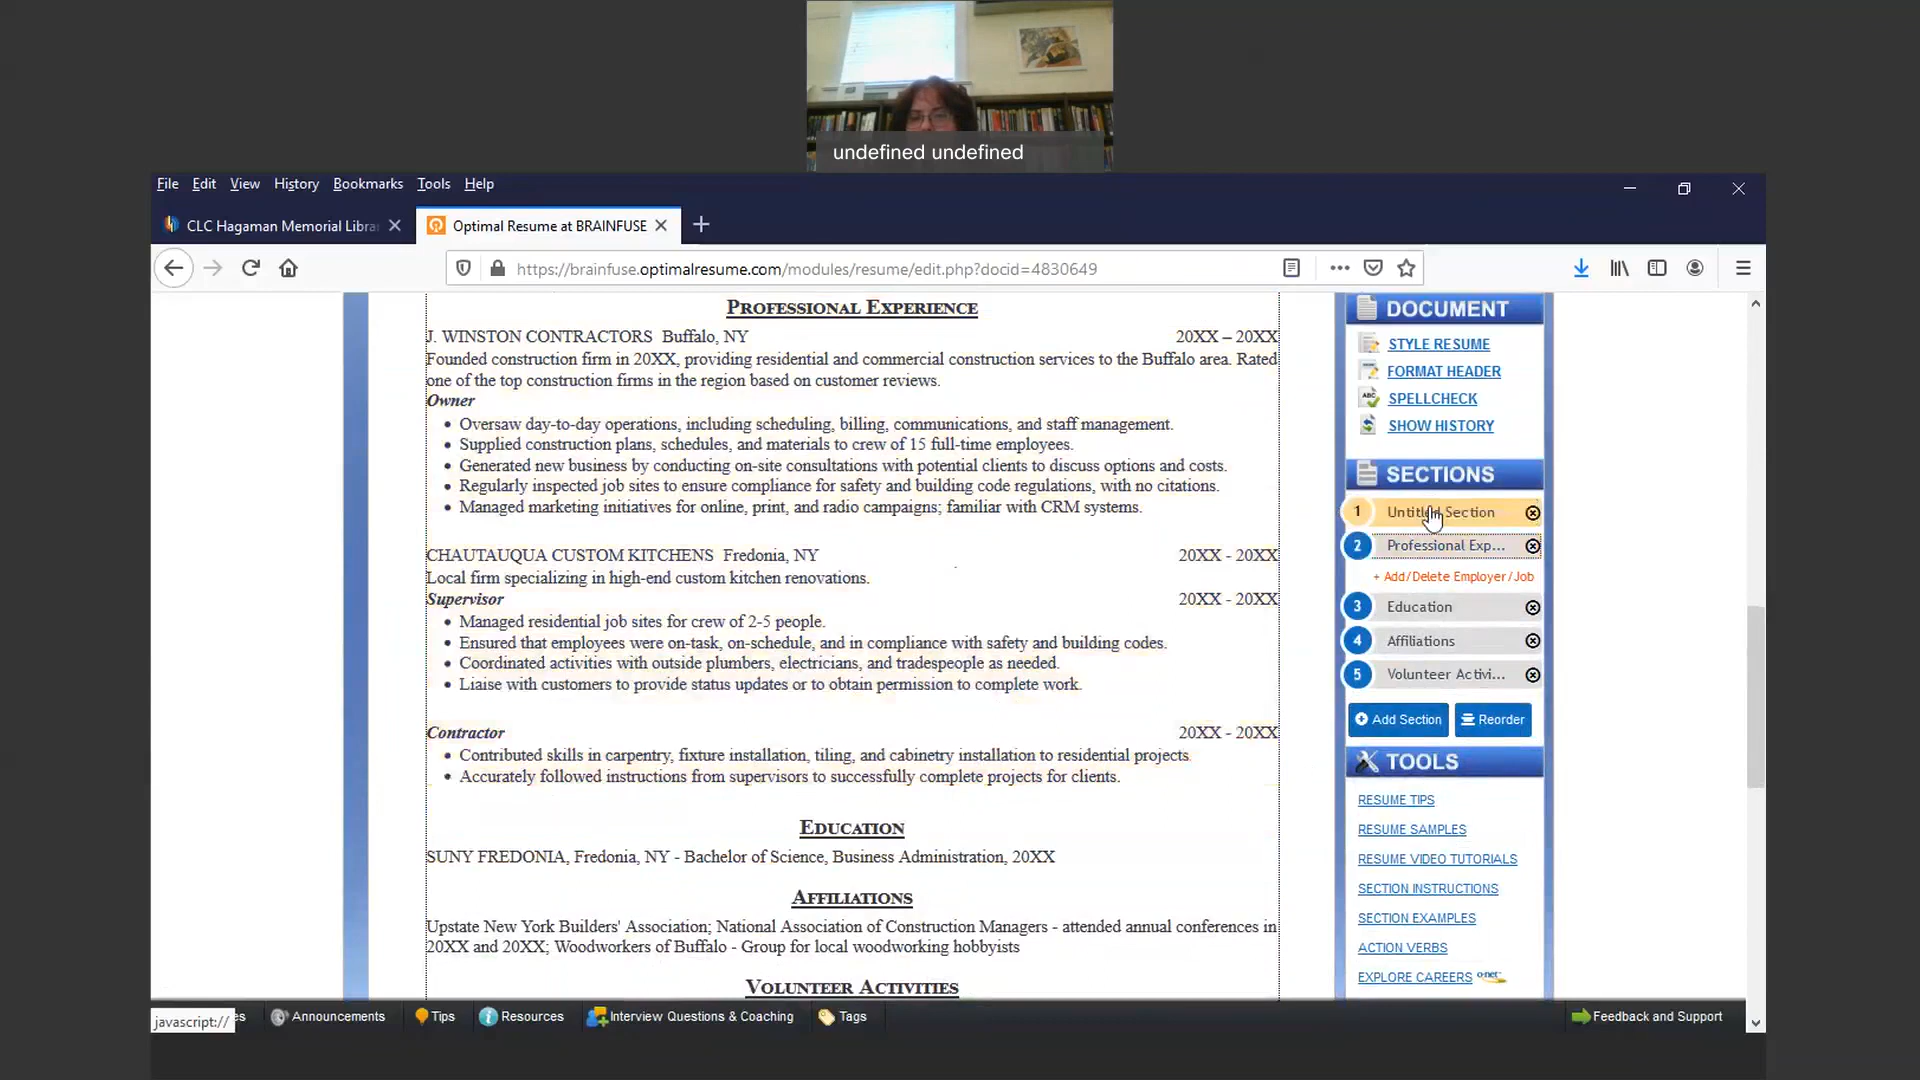 undefined undefined
File Edit View History Bookmarks Tools Help
CLC Hagaman Memorial Libra
Optimal Resume at BRAINFUSE
https://brainfuse.optimalresume.com/modules/resume/edit.php?docid=4830649
PROFESSIONAL EXPERIENCE
J. WINSTON CONTRACTORS Buffalo, NY 20XX – 20XX
Founded construction firm in 20XX, providing residential and commercial construction services to the Buffalo area. Rated
one of the top construction firms in the region based on customer reviews.
Owner
• Oversaw day-to-day operations, including scheduling, billing, communications, and staff management.
• Supplied construction plans, schedules, and materials to crew of 15 full-time employees.
• Generated new business by conducting on-site consultations with potential clients to discuss options and costs.
• Regularly inspected job sites to ensure compliance for safety and building code regulations, with no citations.
• Managed marketing initiatives for online, print, and radio campaigns; familiar with CRM systems.
CHAUTAUQUA CUSTOM KITCHENS Fredonia, NY 20XX - 20XX
Local firm specializing in high-end custom kitchen renovations.
Supervisor 20XX - 20XX
• Managed residential job sites for crew of 2-5 people.
• Ensured that employees were on-task, on-schedule, and in compliance with safety and building codes.
• Coordinated activities with outside plumbers, electricians, and tradespeople as needed.
• Liaise with customers to provide status updates or to obtain permission to complete work.
Contractor 20XX - 20XX
• Contributed skills in carpentry, fixture installation, tiling, and cabinetry installation to residential projects.
• Accurately followed instructions from supervisors to successfully complete projects for clients.
EDUCATION
SUNY FREDONIA, Fredonia, NY - Bachelor of Science, Business Administration, 20XX
AFFILIATIONS
Upstate New York Builders' Association; National Association of Construction Managers - attended annual conferences in
20XX and 20XX; Woodworkers of Buffalo - Group for local woodworking hobbyists
VOLUNTEER ACTIVITIES
DOCUMENT
STYLE RESUME
FORMAT HEADER
ABC SPELLCHECK
SHOW HISTORY
SECTIONS
1 Untitled Section
2 Professional Exp...
+ Add/Delete Employer/Job
3 Education
4 Affiliations
5 Volunteer Activi...
Add Section Reorder
TOOLS
RESUME TIPS
RESUME SAMPLES
RESUME VIDEO TUTORIALS
SECTION INSTRUCTIONS
SECTION EXAMPLES
ACTION VERBS
EXPLORE CAREERS o·net
javascript:// es Announcements Tips Resources Interview Questions & Coaching Tags Feedback and Support